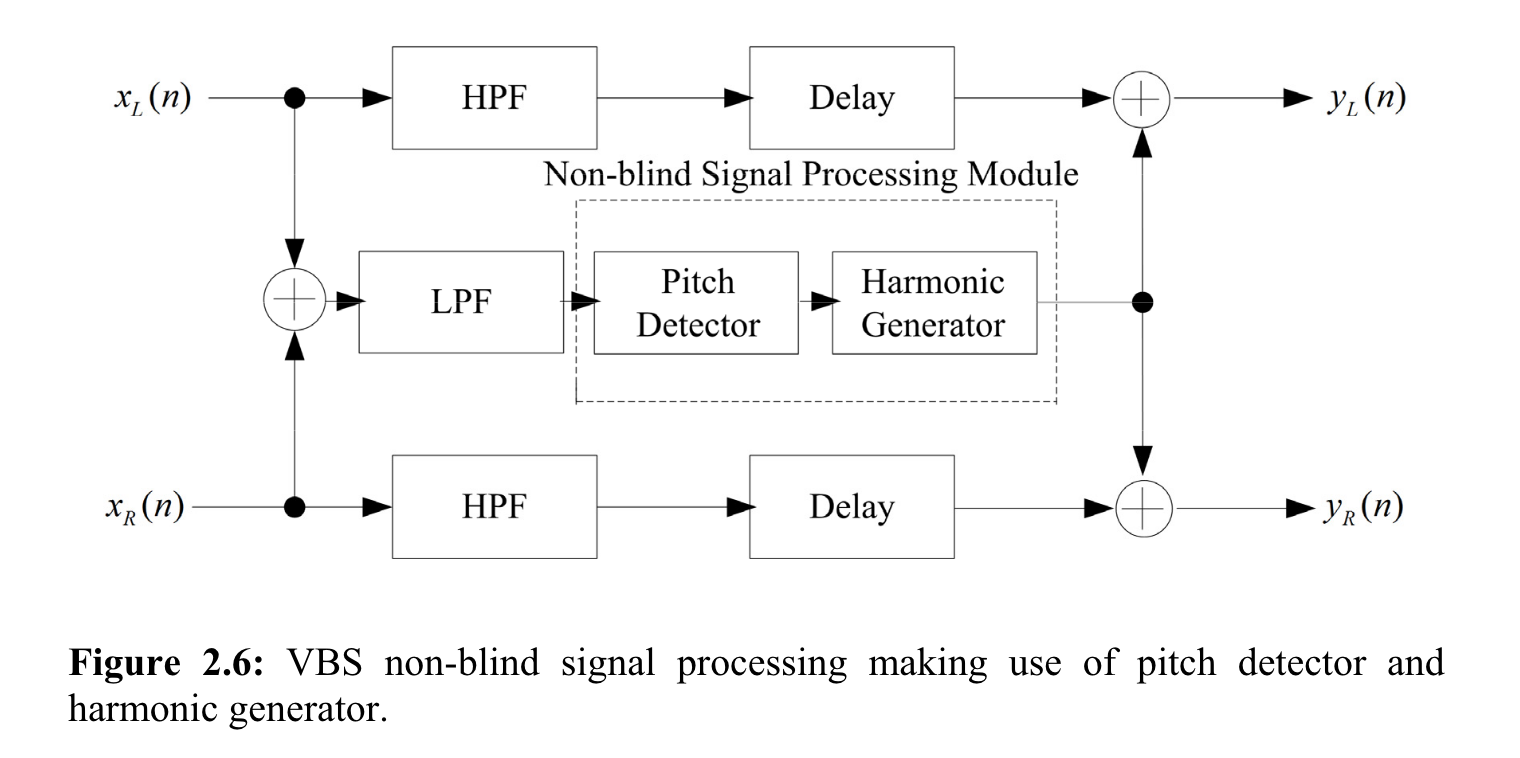 x_L(n) HPF Delay y_L(n)
Non-blind Signal Processing Module
LPF Pitch Detector Harmonic Generator
x_R(n) HPF Delay y_R(n)
Figure 2.6: VBS non-blind signal processing making use of pitch detector and
harmonic generator.